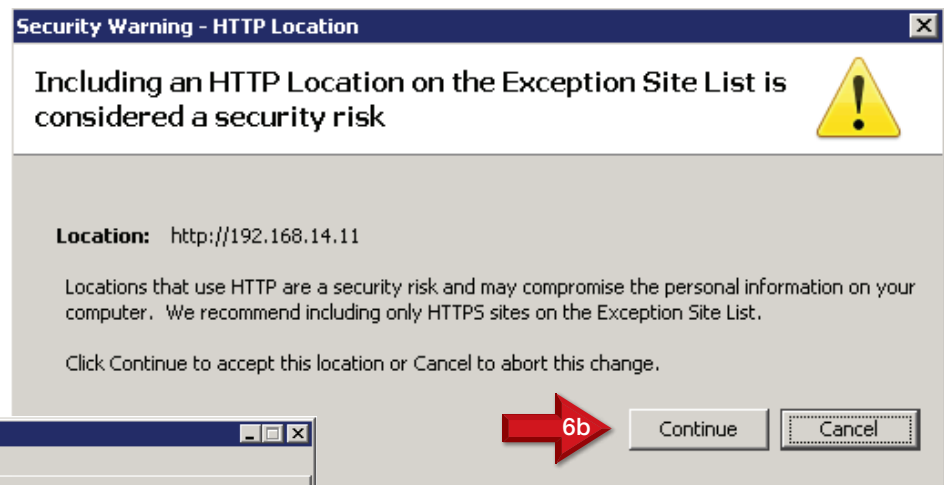 Security Warning - HTTP Location
Including an HTTP Location on the Exception Site List is
considered a security risk
Location: http://192.168.14.11
Locations that use HTTP are a security risk and may compromise the personal information on your
computer. We recommend including only HTTPS sites on the Exception Site List.
Click Continue to accept this location or Cancel to abort this change.
6b
Continue
Cancel